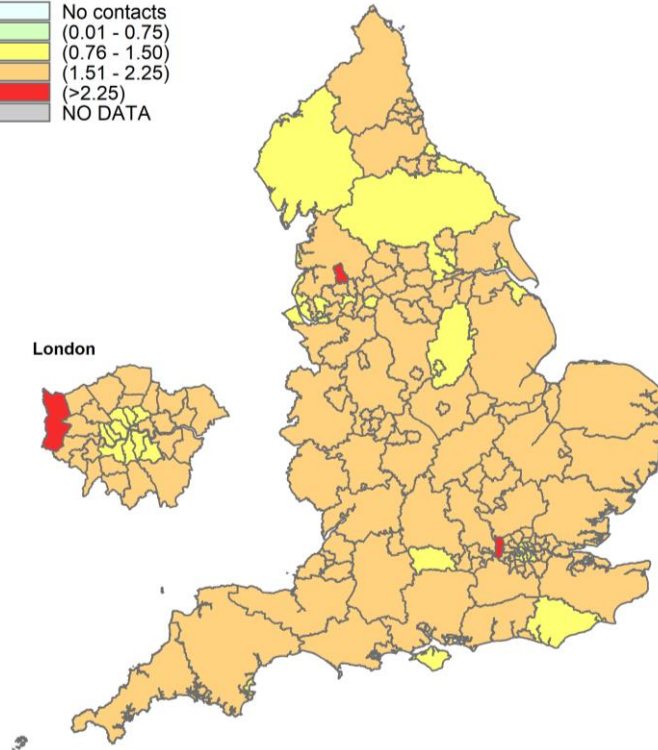 No contacts
(0.01 - 0.75)
(0.76 - 1.50)
(1.51 - 2.25)
(>2.25)
NO DATA
London